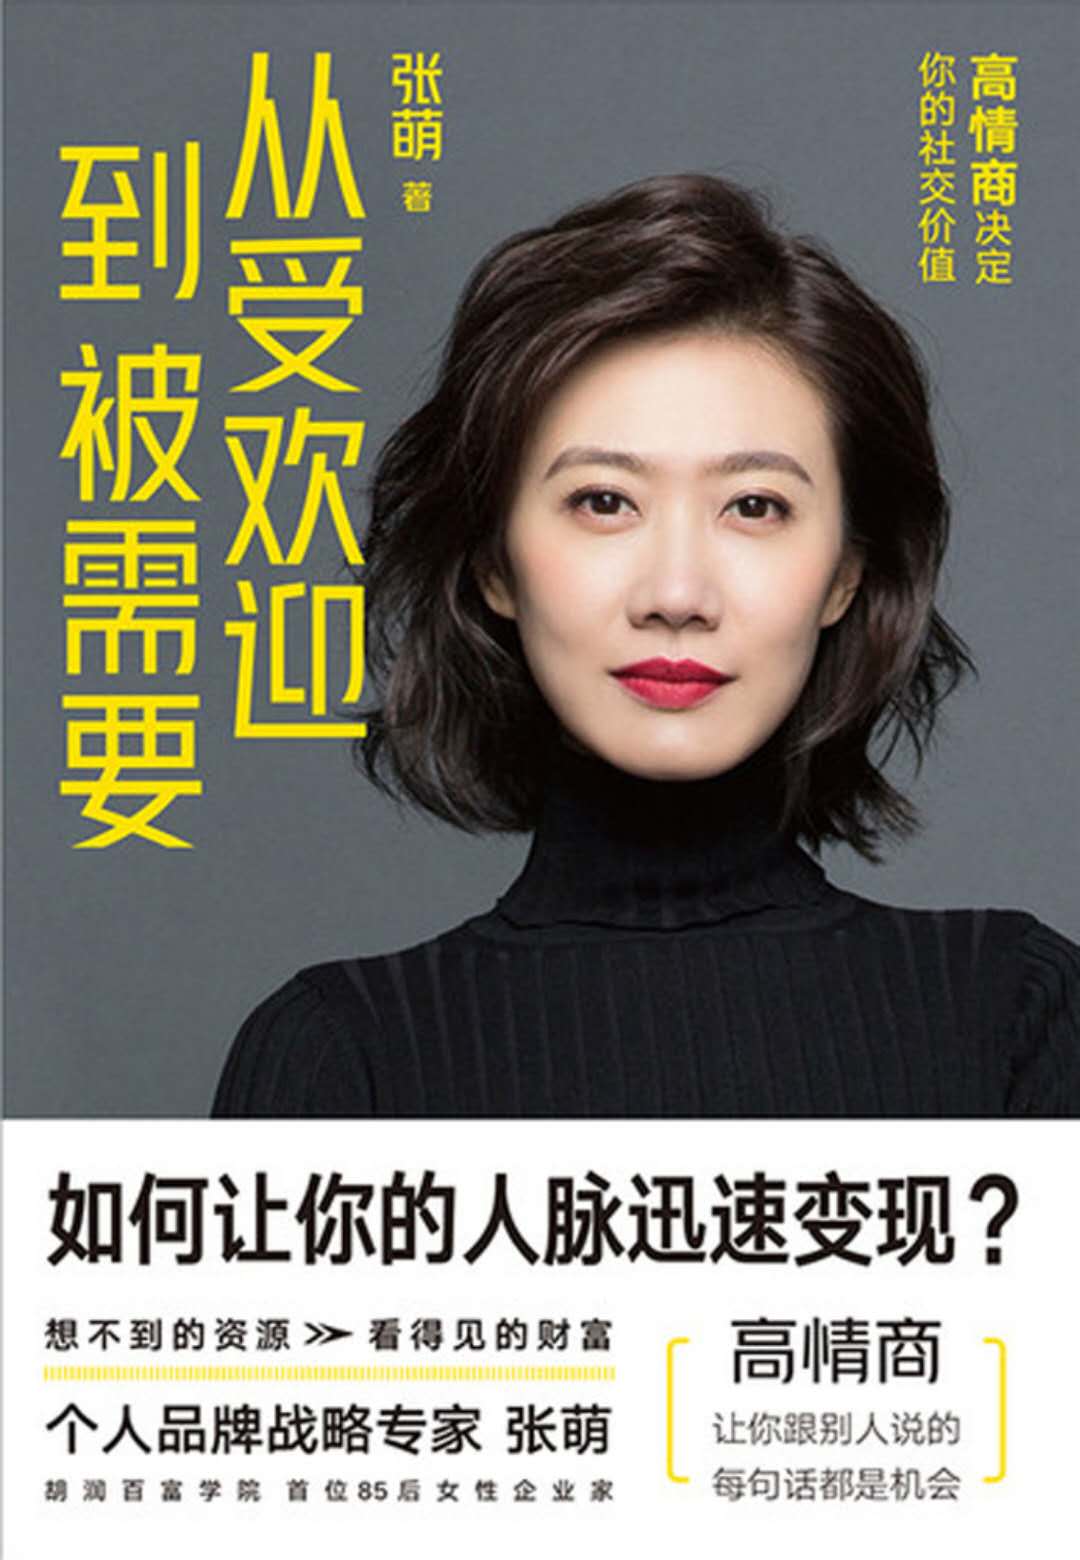 高情商决定
你的社交价值
张萌 著
从受欢迎
到被需要
如何让你的人脉迅速变现？
想不到的资源 >> 看得见的财富
个人品牌战略专家 张萌
胡润百富学院 首位85后女性企业家
高情商
让你跟别人说的
每句话都是机会